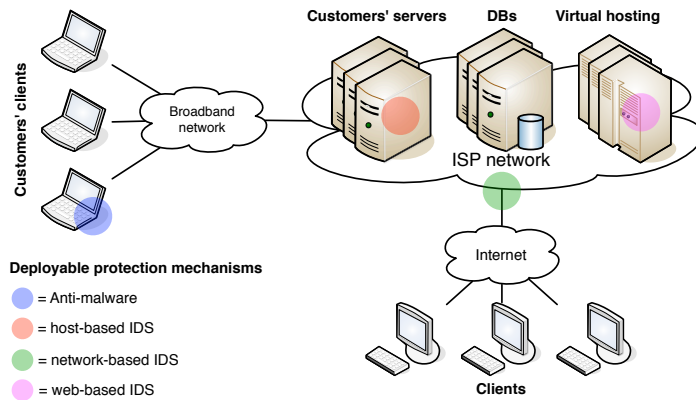 Customers' servers
DBs
Virtual hosting
Customers' clients
Broadband
network
ISP network
Internet
Deployable protection mechanisms
= Anti-malware
= host-based IDS
= network-based IDS
= web-based IDS
Clients